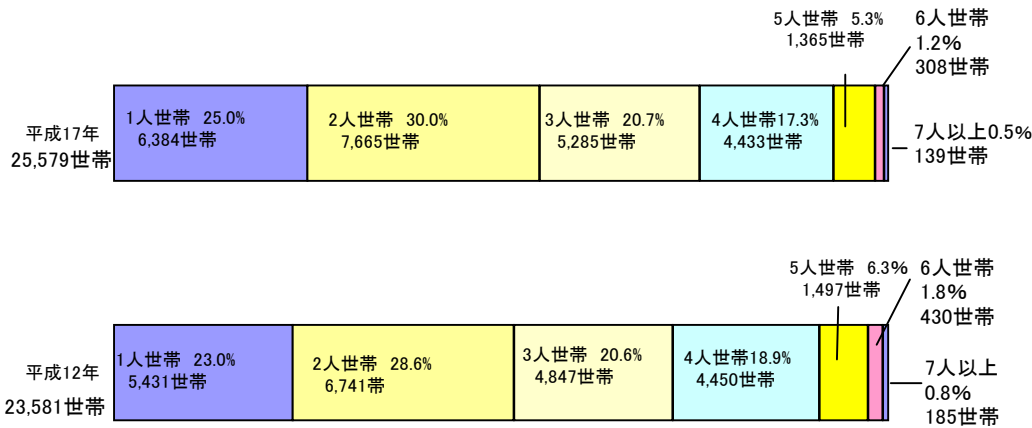 5人世帯 5.3%
1,365世帯
6人世帯
1.2%
308世帯
平成17年
25,579世帯
1人世帯 25.0%
6,384世帯
2人世帯 30.0%
7,665世帯
3人世帯 20.7%
5,285世帯
4人世帯17.3%
4,433世帯
7人以上0.5%
139世帯
5人世帯 6.3%
1,497世帯
6人世帯
1.8%
430世帯
平成12年
23,581世帯
1人世帯 23.0%
5,431世帯
2人世帯 28.6%
6,741帯
3人世帯 20.6%
4,847世帯
4人世帯18.9%
4,450世帯
7人以上
0.8%
185世帯